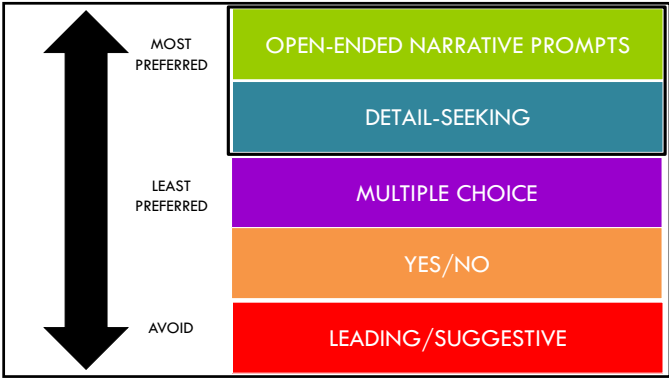 MOST
PREFERRED
OPEN-ENDED NARRATIVE PROMPTS
DETAIL-SEEKING
LEAST
PREFERRED
MULTIPLE CHOICE
YES/NO
AVOID
LEADING/SUGGESTIVE